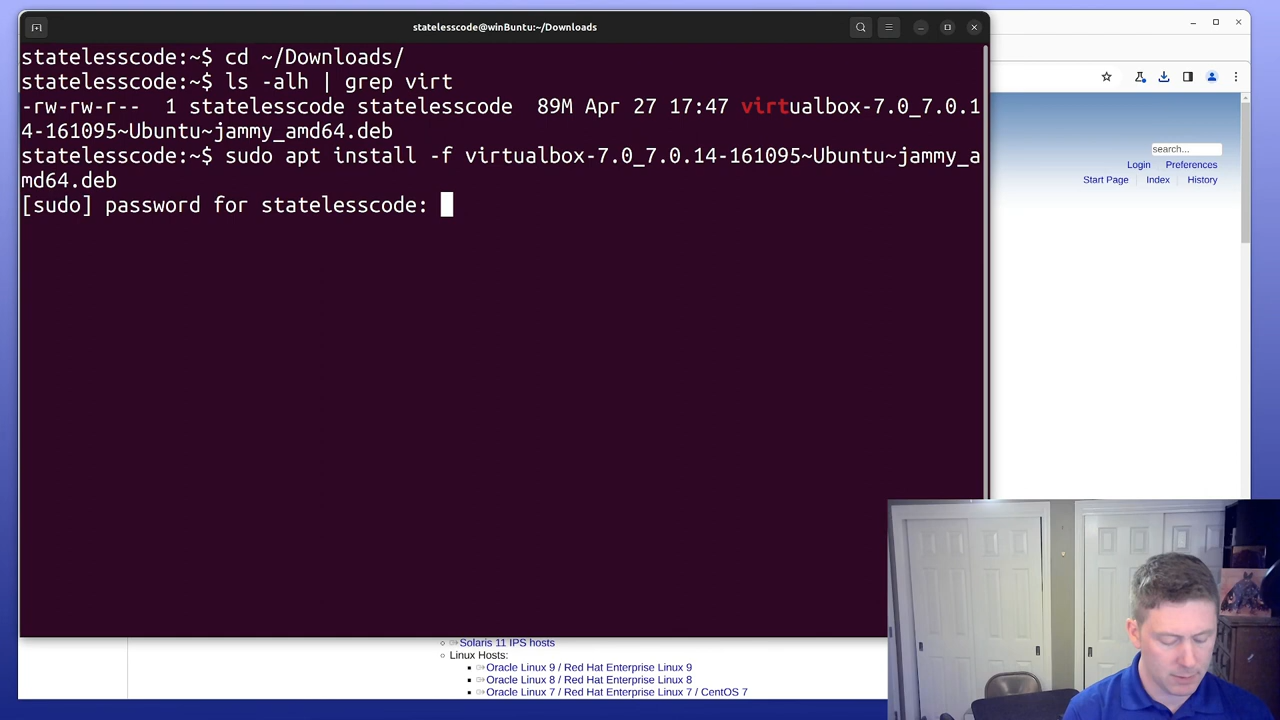 statelesscode@winBuntu:~/Downloads
statelesscode:~$ cd ~/Downloads/
statelesscode:~$ ls -alh | grep virt
-rw-rw-r-- 1 statelesscode statelesscode 89M Apr 27 17:47 virtualbox-7.0_7.0.1
4-161095~Ubuntu~jammy_amd64.deb
statelesscode:~$ sudo apt install -f virtualbox-7.0_7.0.14-161095~Ubuntu~jammy_a
md64.deb
[sudo] password for statelesscode:
search...
Login Preferences
Start Page Index History
Solaris 11 IPS hosts
Linux Hosts:
Oracle Linux 9 / Red Hat Enterprise Linux 9
Oracle Linux 8 / Red Hat Enterprise Linux 8
Oracle Linux 7 / Red Hat Enterprise Linux 7 / CentOS 7